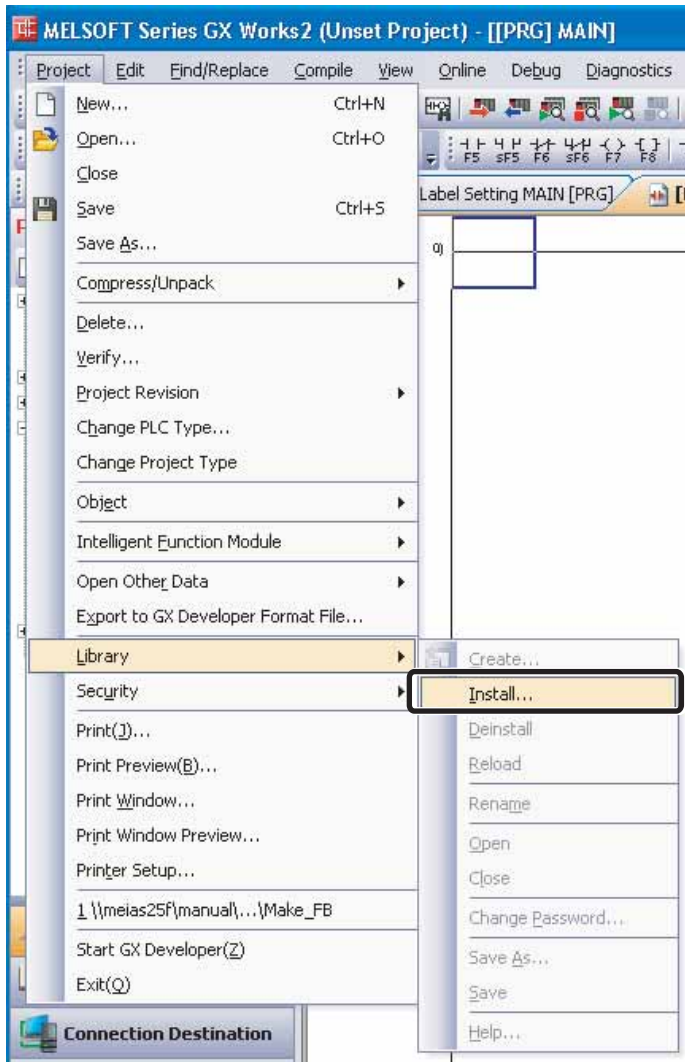 MELSOFT Series GX Works2 (Unset Project) - [[PRG] MAIN]
Project Edit Find/Replace Compile View Online Debug Diagnostics
New... Ctrl+N
Open... Ctrl+O
F5 sF5 F6 sF6 F7 F8
Close
Label Setting MAIN [PRG]
Save Ctrl+S
Save As...
0)
Compress/Unpack
Delete...
Verify...
Project Revision
Change PLC Type...
Change Project Type
Object
Intelligent Function Module
Open Other Data
Export to GX Developer Format File...
Library
Security
Print(J)...
Print Preview(B)...
Print Window...
Print Window Preview...
Printer Setup...
1 \\meias25f\manual\...\Make_FB
Start GX Developer(Z)
Exit(Q)
Create...
Install...
Deinstall
Reload
Rename
Open
Close
Change Password...
Save As...
Save
Help...
Connection Destination